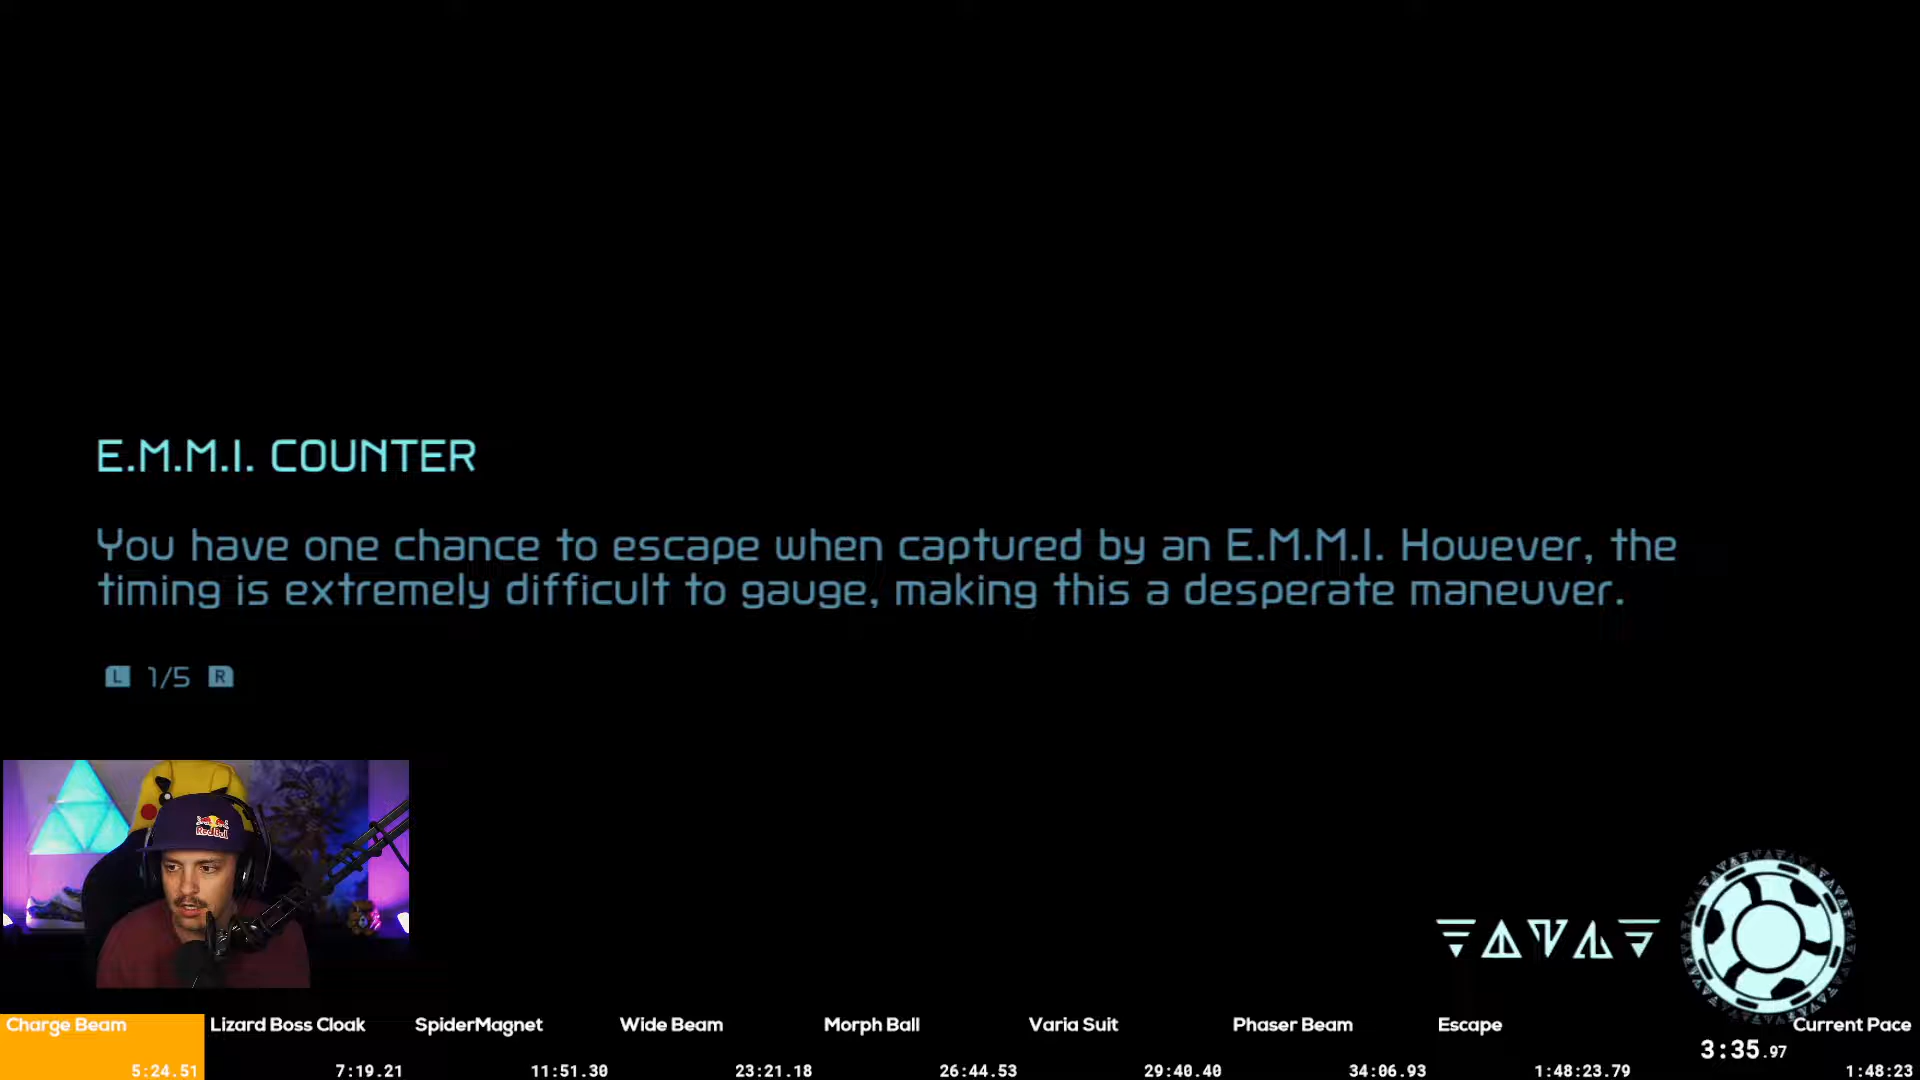 E.M.M.I. COUNTER
You have one chance to escape when captured by an E.M.M.I. However, the
timing is extremely difficult to gauge, making this a desperate maneuver.
L 1/5 R
RedBull
Charge Beam Lizard Boss Cloak SpiderMagnet Wide Beam Morph Ball Varia Suit Phaser Beam Escape Current Pace
3:35.97
5:24.51 7:19.21 11:51.30 23:21.18 26:44.53 29:40.40 34:06.93 1:48:23.79 1:48:23